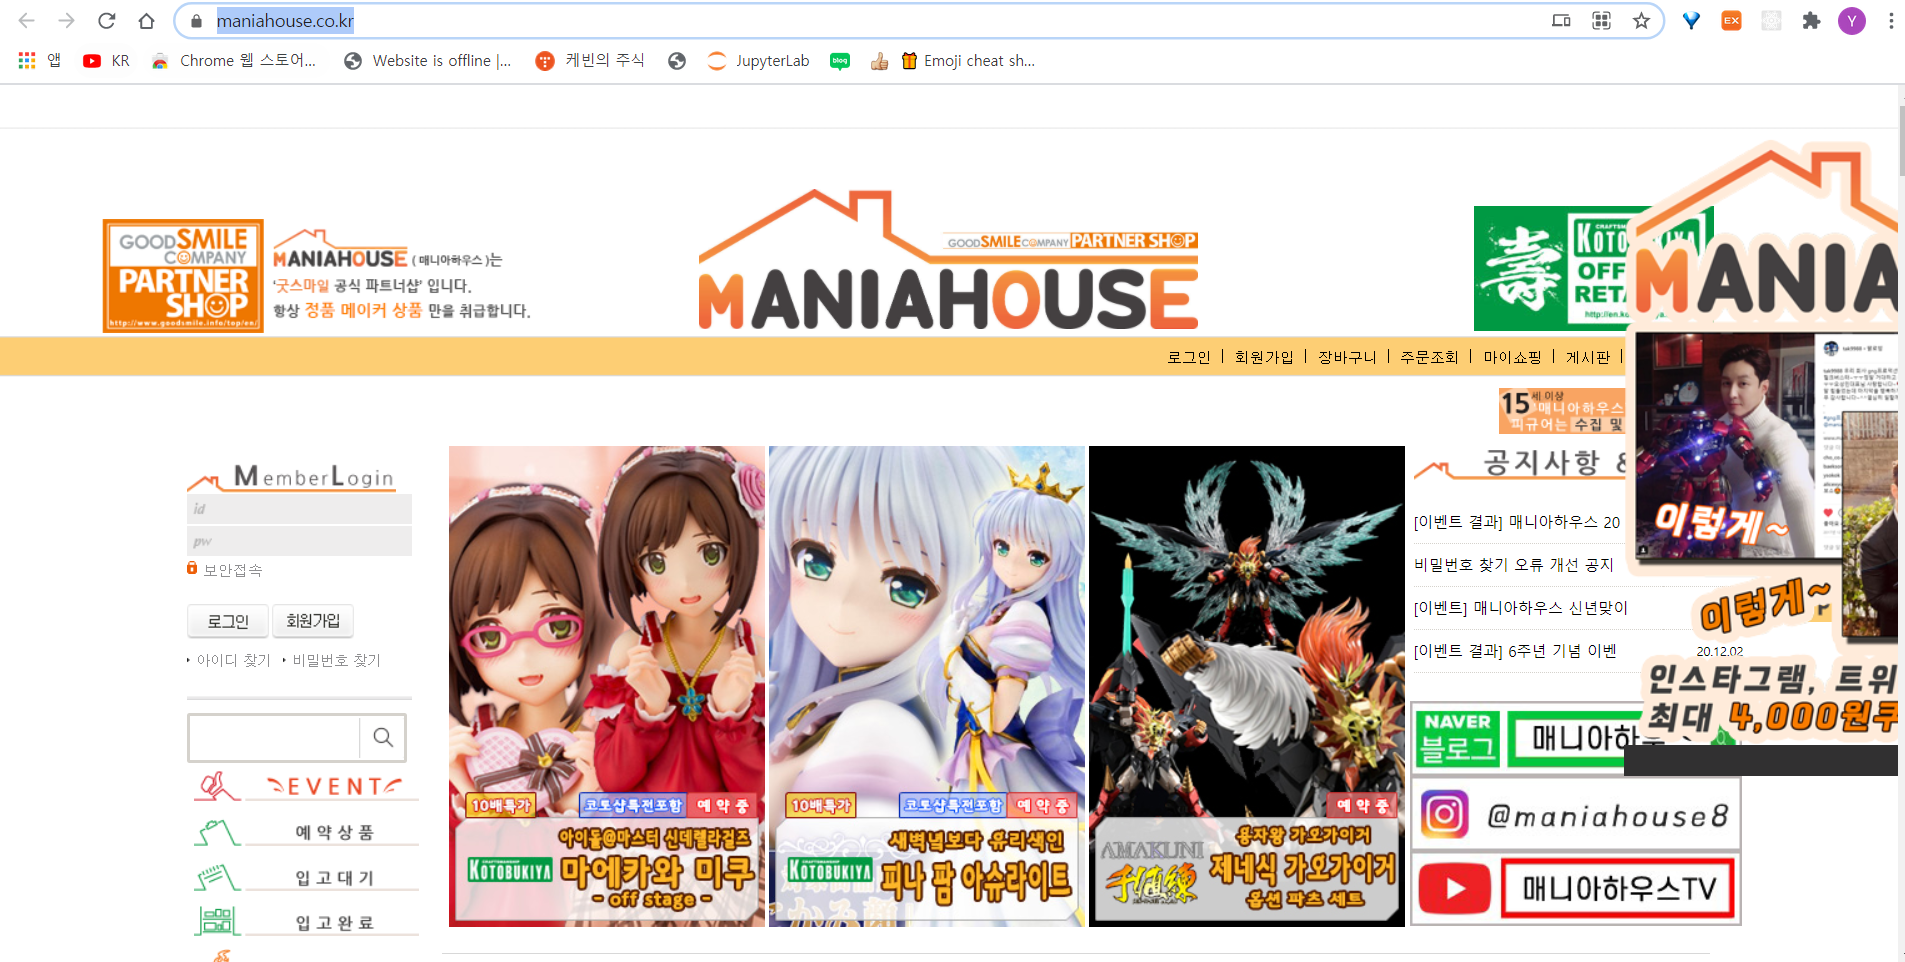 maniahouse.co.kr
앱
KR
Chrome 웹 스토어...
Website is offline |...
케빈의 주식
JupyterLab
blog
Emoji cheat sh...
EX
Y
GOODSMILE
COMPANY
PARTNER
SHOP
http://www.goodsmile.info/top/en/
MANIAHOUSE ( 매니아하우스 )는
'굿스마일 공식 파트너샵' 입니다.
항상 정품 메이커 상품 만을 취급합니다.
GOODSMILECOMPANY PARTNER SHOP
MANIAHOUSE
壽
KOTO
OFF
RETA
MANIA
로그인 | 회원가입 | 장바구니 | 주문조회 | 마이쇼핑 | 게시판 |
15세 이상
매니아하우스
피규어는 수집 및
MemberLogin
id
pw
보안접속
로그인
회원가입
아이디 찾기
비밀번호 찾기
EVENT
예약상품
입고대기
입고완료
10배특가
코토샵특전포함
예약중
아이돌@마스터 신데렐라걸즈
KOTOBUKIYA
마에카와 미쿠
- off stage -
10배특가
코토샵특전포함
예약중
새벽녘보다 유리색인
KOTOBUKIYA
피나 팜 아슈라이트
예약중
용자왕 가오가이거
AMAKUNI
제네식 가오가이거
옵션 파츠 세트
공지사항 &
[이벤트 결과] 매니아하우스 20
비밀번호 찾기 오류 개선 공지
[이벤트] 매니아하우스 신년맞이
[이벤트 결과] 6주년 기념 이벤
20.12.02
이렇게~
이렇게~
인스타그램, 트위
최대 4,000원쿠
NAVER
블로그
매니아하우
@maniahouse8
매니아하우스TV